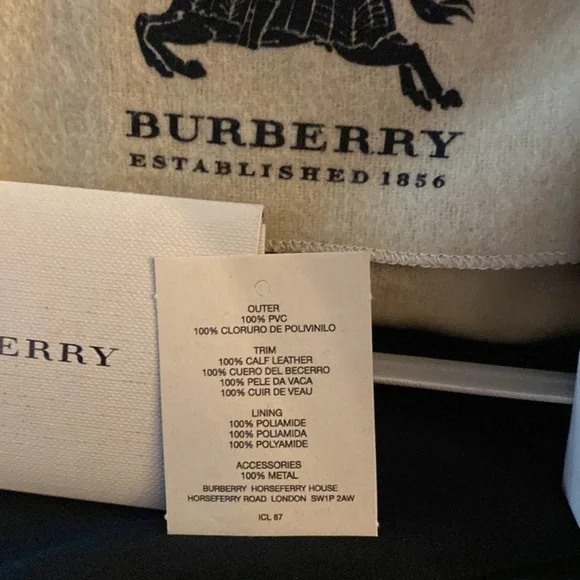 BURBERRY
ESTABLISHED 1856
ERRY
OUTER
100% PVC
100% CLORURO DE POLIVINILO
TRIM
100% CALF LEATHER
100% CUERO DEL BECERRO
100% PELE DA VACA
100% CUIR DE VEAU
LINING
100% POLIAMIDE
100% POLIAMIDA
100% POLYAMIDE
ACCESSORIES
100% METAL
BURBERRY HORSEFERRY HOUSE
HORSEFERRY ROAD LONDON SW1P 2AW
ICL 87